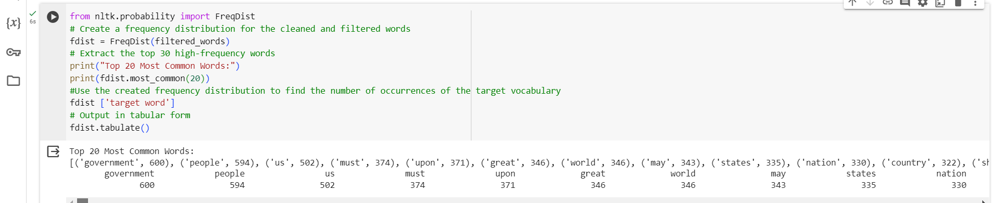 {x}
6s
from nltk.probability import FreqDist
# Create a frequency distribution for the cleaned and filtered words
fdist = FreqDist(filtered_words)
# Extract the top 30 high-frequency words
print("Top 20 Most Common Words:")
print(fdist.most_common(20))
#Use the created frequency distribution to find the number of occurrences of the target vocabulary
fdist ['target word']
# Output in tabular form
fdist.tabulate()
Top 20 Most Common Words:
[('government', 600), ('people', 594), ('us', 502), ('must', 374), ('upon', 371), ('great', 346), ('world', 346), ('may', 343), ('states', 335), ('nation', 330), ('country', 322), ('sh
government people us must upon great world may states nation
600 594 502 374 371 346 346 343 335 330